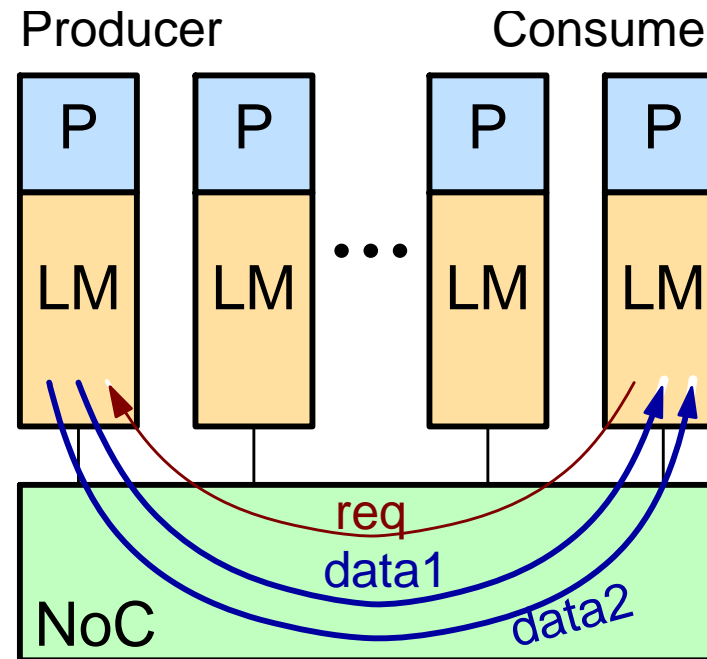 Producer Consume
P P P P
LM LM ... LM LM
req
data1
data2
NoC